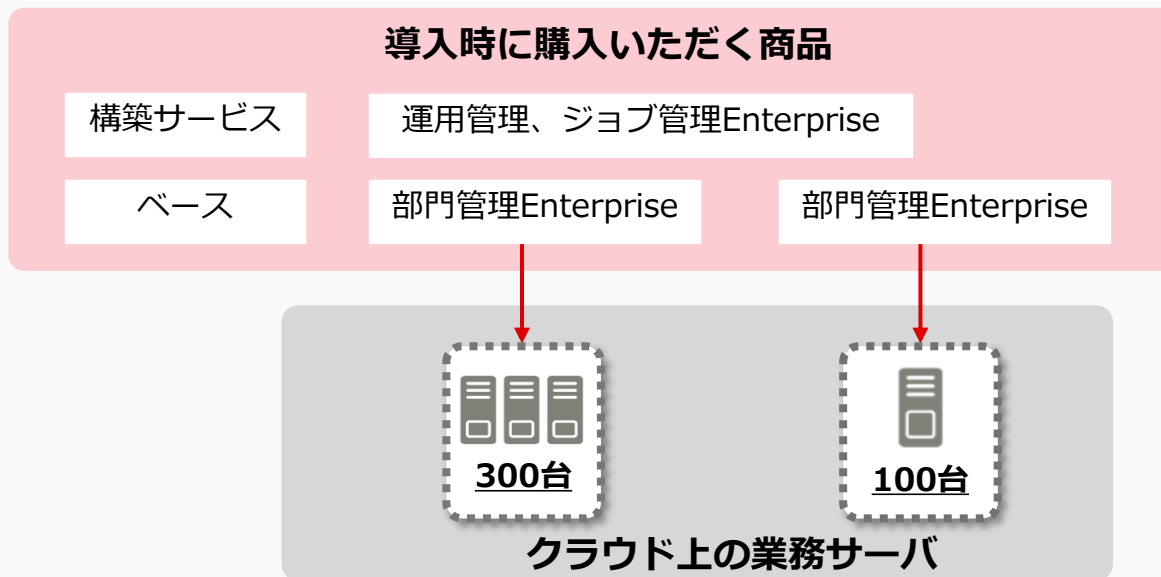 導入時に購入いただく商品
構築サービス
運用管理、ジョブ管理Enterprise
ベース
部門管理Enterprise
部門管理Enterprise
300台
100台
クラウド上の業務サーバ